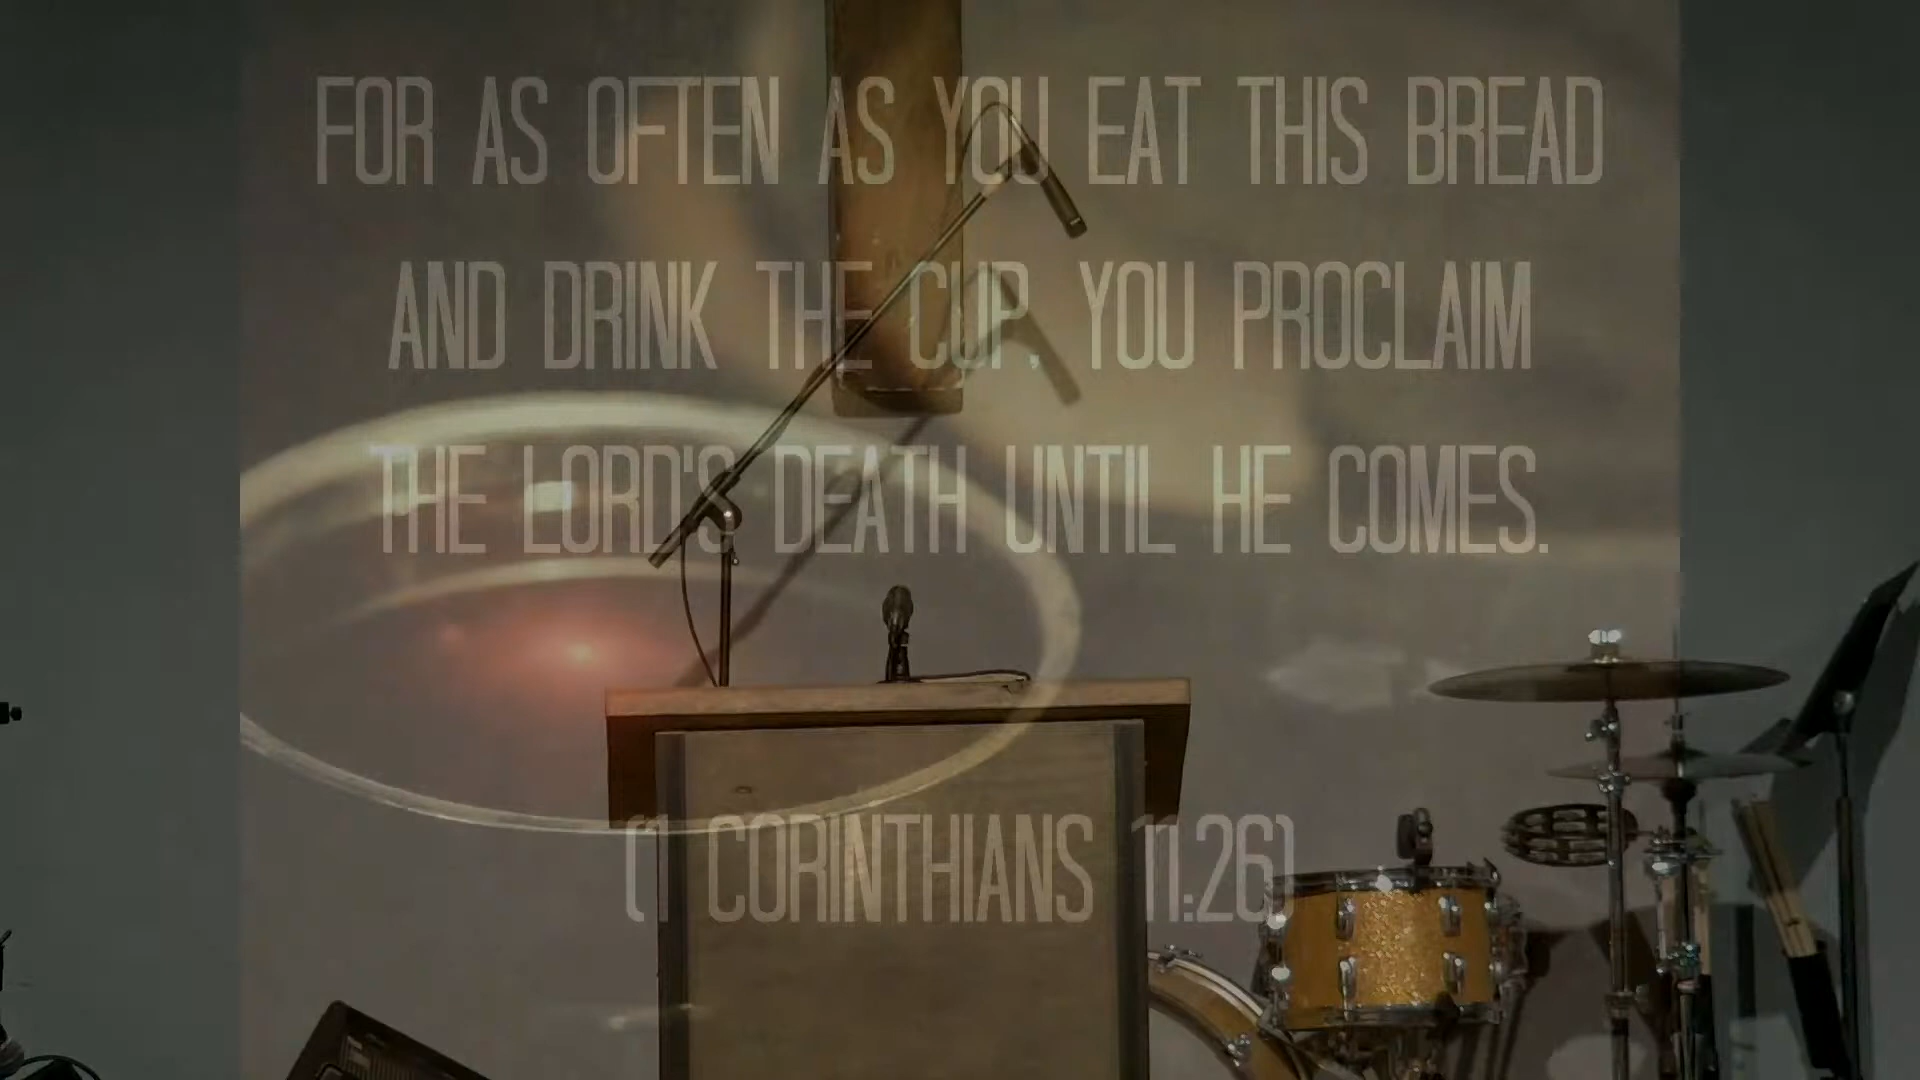 FOR AS OFTEN AS YOU EAT THIS BREAD
AND DRINK THE CUP, YOU PROCLAIM
THE LORD'S DEATH UNTIL HE COMES.
(1 CORINTHIANS 11:26)